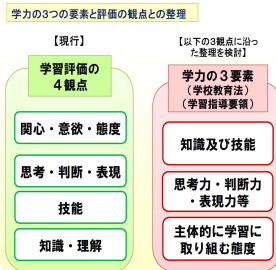 学力の3つの要素と評価の観点との整理
【現行】
学習評価の
4観点
関心・意欲・態度
思考・判断・表現
技能
知識・理解
【以下の3観点に沿っ
た整理を検討】
学力の3要素
（学校教育法）
（学習指導要領）
知識及び技能
思考力・判断力
・表現力等
主体的に学習に
取り組む態度